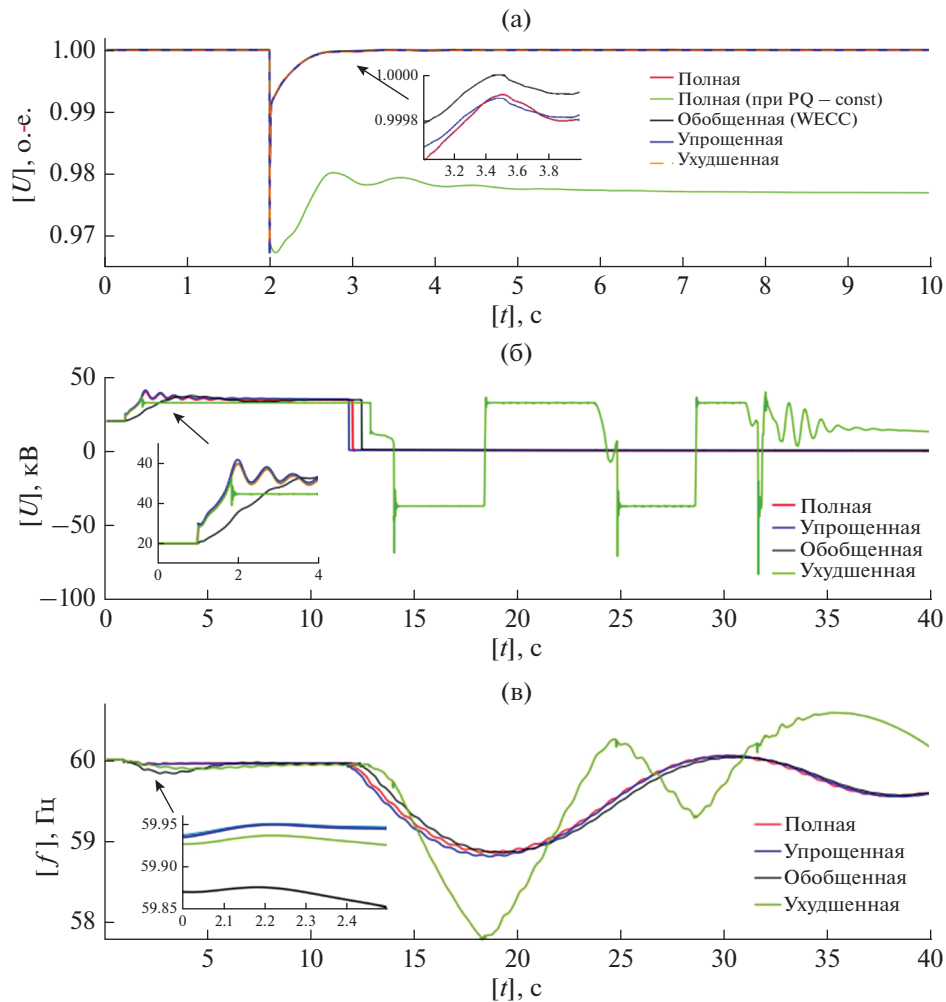 (а)
[U], о.-е.
1.00
0.99
0.98
0.97
1.0000
0.9998
3.2 3.4 3.6 3.8
Полная
Полная (при PQ – const)
Обобщенная (WECC)
Упрощенная
Ухудшенная
0 1 2 3 4 5 6 7 8 9 10
[t], с
(б)
[U], кВ
50
0
−50
−100
40
40
20
0 2 4
Полная
Упрощенная
Обобщенная
Ухудшенная
0 5 10 15 20 25 30 35 40
[t], с
(в)
[f], Гц
60
59
58
59.95
59.90
59.85
0 2.1 2.2 2.3 2.4
Полная
Упрощенная
Обобщенная
Ухудшенная
5 10 15 20 25 30 35 40
[t], с